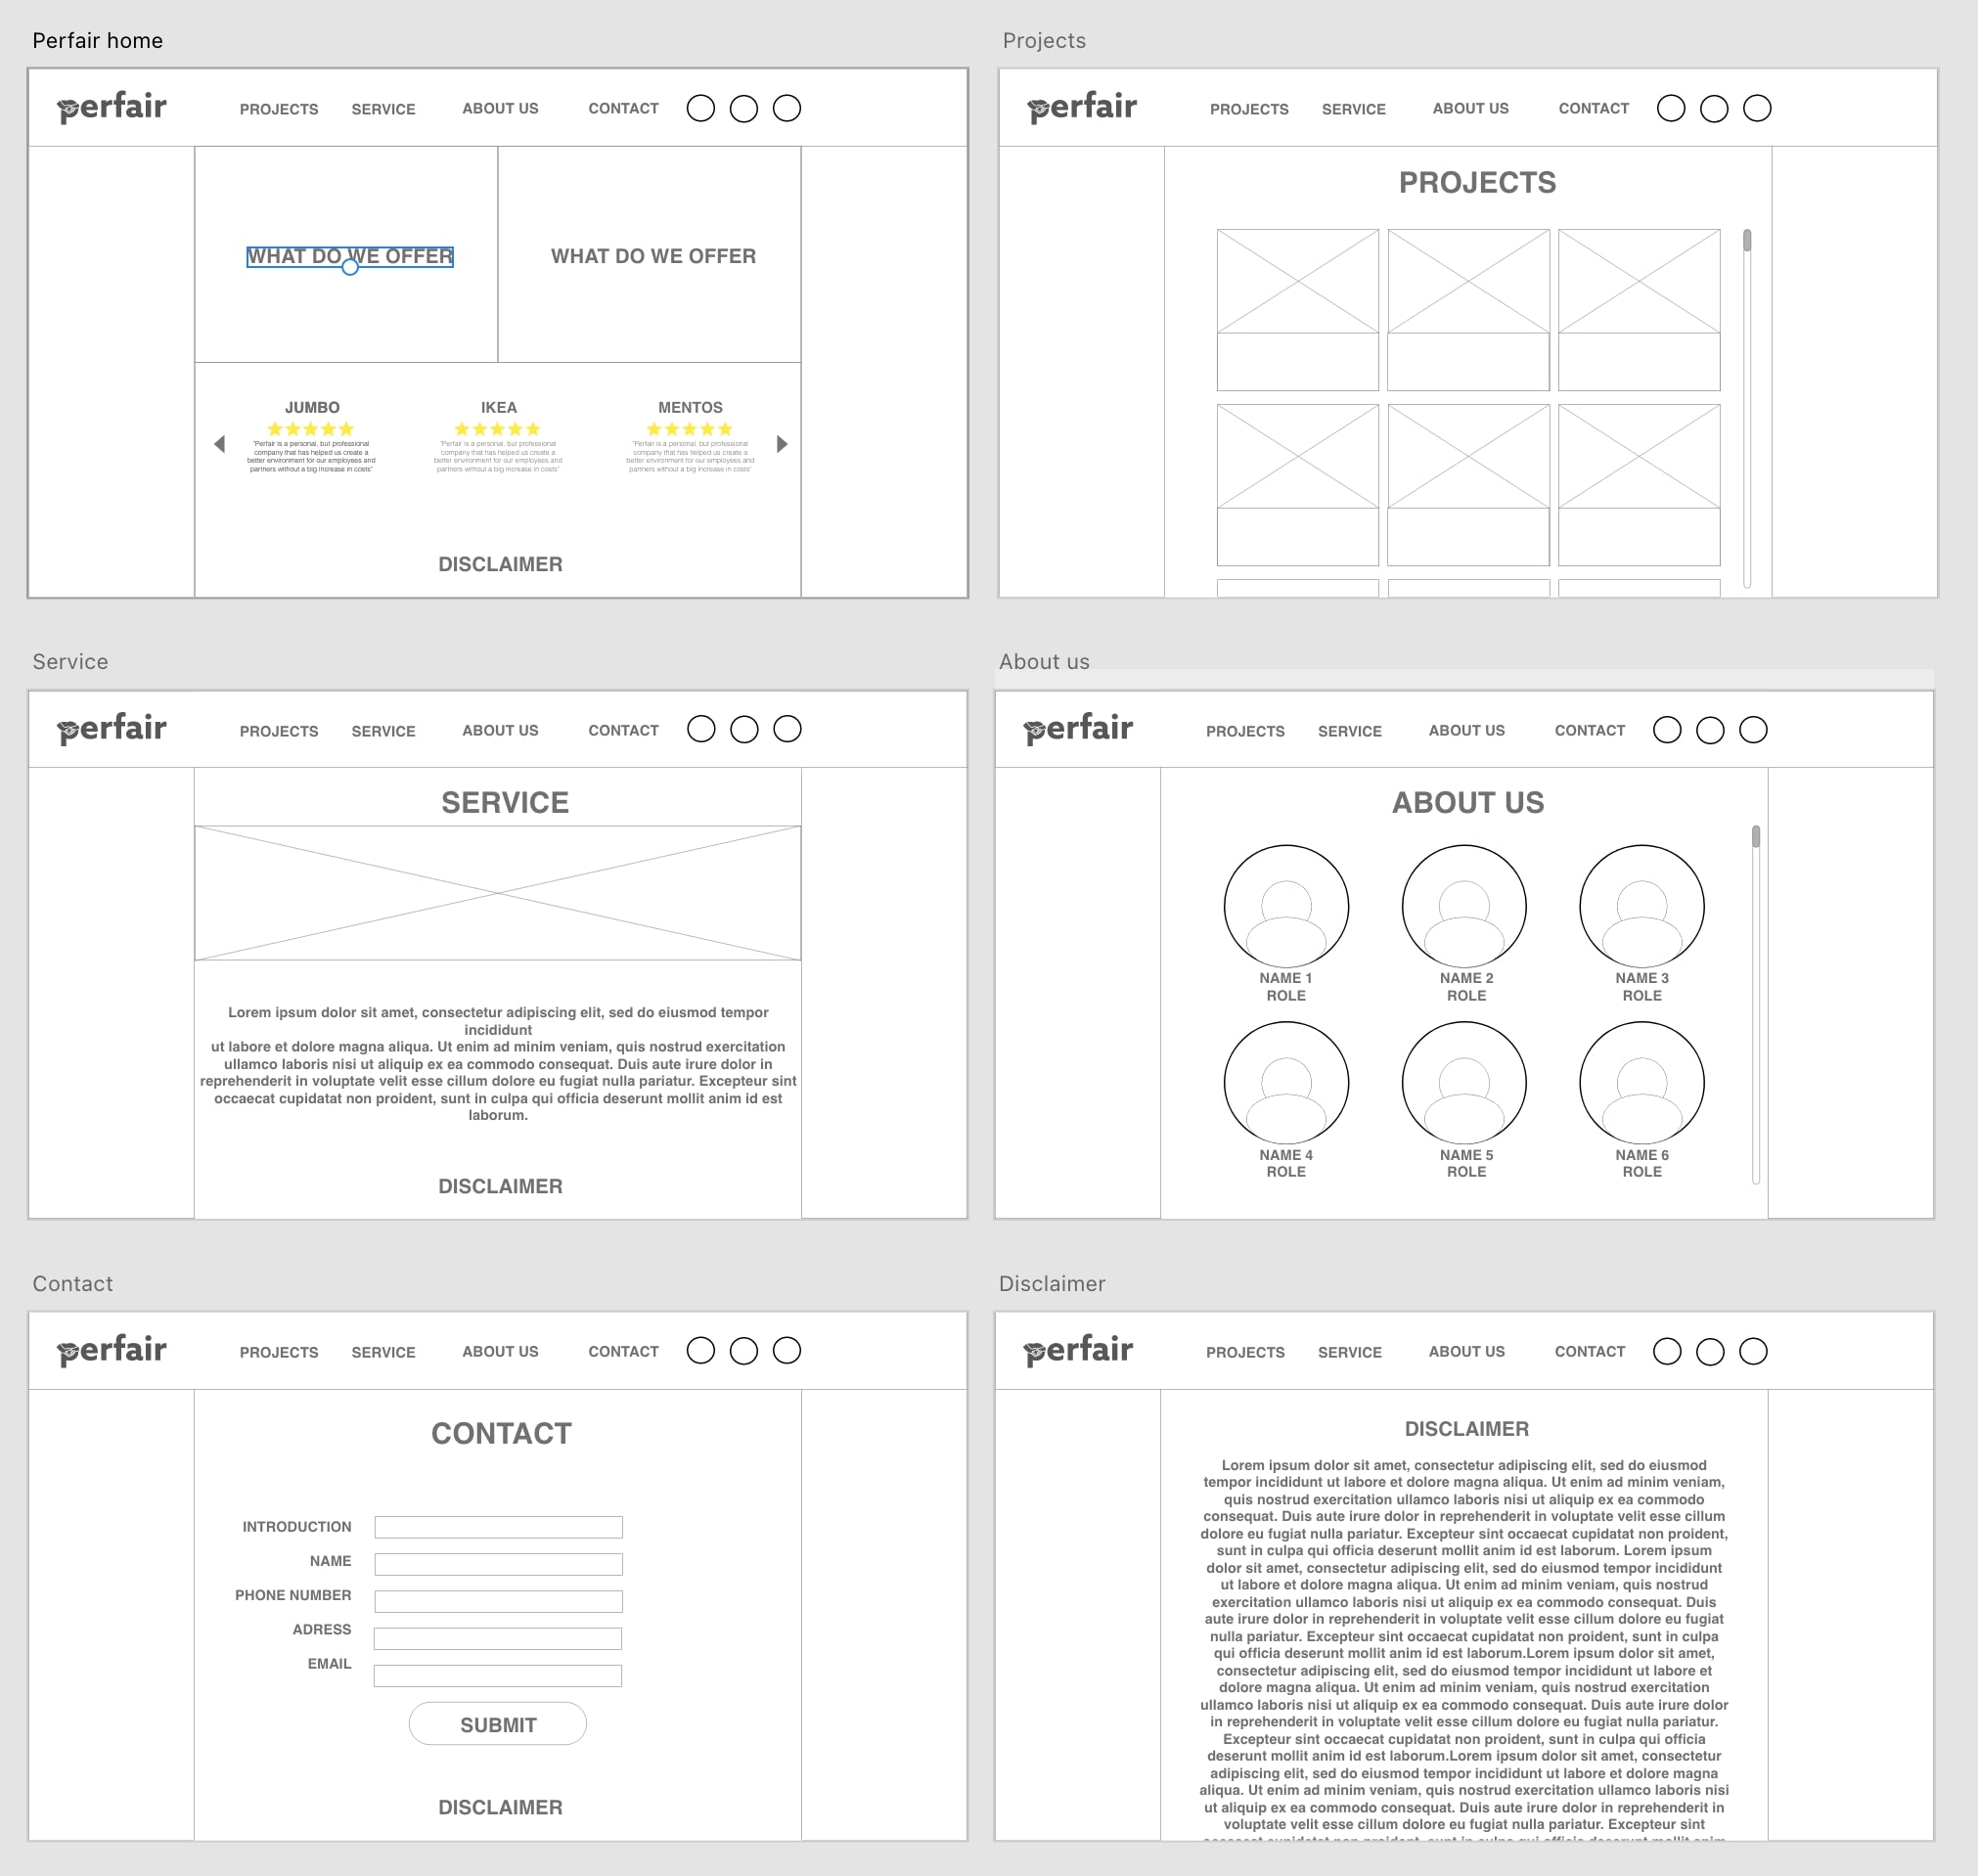 Perfair home
perfair PROJECTS SERVICE ABOUT US CONTACT
WHAT DO WE OFFER WHAT DO WE OFFER
JUMBO
"Perfair is a personal, but professional
company that has helped us create a
better environment for our employees and
partners without a big increase in costs"
IKEA
"Perfair is a personal, but professional
company that has helped us create a
better environment for our employees and
partners without a big increase in costs"
MENTOS
"Perfair is a personal, but professional
company that has helped us create a
better environment for our employees and
partners without a big increase in costs"
DISCLAIMER
Projects
perfair PROJECTS SERVICE ABOUT US CONTACT
PROJECTS
Service
perfair PROJECTS SERVICE ABOUT US CONTACT
SERVICE
Lorem ipsum dolor sit amet, consectetur adipiscing elit, sed do eiusmod tempor
incididunt
ut labore et dolore magna aliqua. Ut enim ad minim veniam, quis nostrud exercitation
ullamco laboris nisi ut aliquip ex ea commodo consequat. Duis aute irure dolor in
reprehenderit in voluptate velit esse cillum dolore eu fugiat nulla pariatur. Excepteur sint
occaecat cupidatat non proident, sunt in culpa qui officia deserunt mollit anim id est
laborum.
DISCLAIMER
About us
perfair PROJECTS SERVICE ABOUT US CONTACT
ABOUT US
NAME 1 NAME 2 NAME 3
ROLE ROLE ROLE
NAME 4 NAME 5 NAME 6
ROLE ROLE ROLE
Contact
perfair PROJECTS SERVICE ABOUT US CONTACT
CONTACT
INTRODUCTION
NAME
PHONE NUMBER
ADRESS
EMAIL
SUBMIT
DISCLAIMER
Disclaimer
perfair PROJECTS SERVICE ABOUT US CONTACT
DISCLAIMER
Lorem ipsum dolor sit amet, consectetur adipiscing elit, sed do eiusmod
tempor incididunt ut labore et dolore magna aliqua. Ut enim ad minim veniam,
quis nostrud exercitation ullamco laboris nisi ut aliquip ex ea commodo
consequat. Duis aute irure dolor in reprehenderit in voluptate velit esse cillum
dolore eu fugiat nulla pariatur. Excepteur sint occaecat cupidatat non proident,
sunt in culpa qui officia deserunt mollit anim id est laborum. Lorem ipsum
dolor sit amet, consectetur adipiscing elit, sed do eiusmod tempor incididunt
ut labore et dolore magna aliqua. Ut enim ad minim veniam, quis nostrud
exercitation ullamco laboris nisi ut aliquip ex ea commodo consequat. Duis
aute irure dolor in reprehenderit in voluptate velit esse cillum dolore eu fugiat
nulla pariatur. Excepteur sint occaecat cupidatat non proident, sunt in culpa
qui officia deserunt mollit anim id est laborum.Lorem ipsum dolor sit amet,
consectetur adipiscing elit, sed do eiusmod tempor incididunt ut labore et
dolore magna aliqua. Ut enim ad minim veniam, quis nostrud exercitation
ullamco laboris nisi ut aliquip ex ea commodo consequat. Duis aute irure dolor
in reprehenderit in voluptate velit esse cillum dolore eu fugiat nulla pariatur.
Excepteur sint occaecat cupidatat non proident, sunt in culpa qui officia
deserunt mollit anim id est laborum.Lorem ipsum dolor sit amet, consectetur
adipiscing elit, sed do eiusmod tempor incididunt ut labore et dolore magna
aliqua. Ut enim ad minim veniam, quis nostrud exercitation ullamco laboris nisi
ut aliquip ex ea commodo consequat. Duis aute irure dolor in reprehenderit in
voluptate velit esse cillum dolore eu fugiat nulla pariatur. Excepteur sint